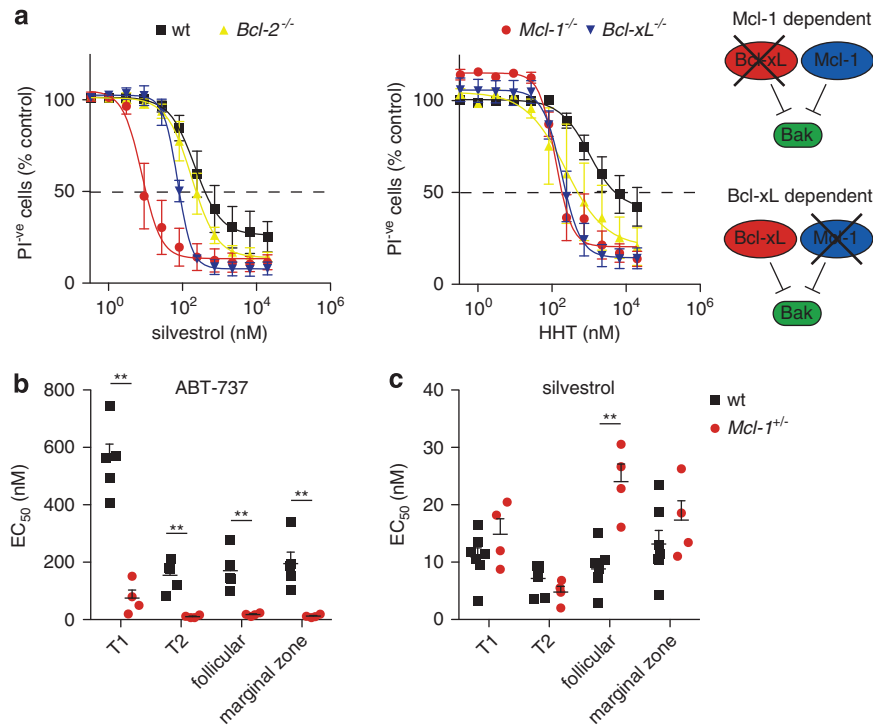 a
wt
Bcl-2-/-
Mcl-1-/-
Bcl-xL-/-
PI-ve cells (% control)
100
50
0
10^0
10^2
10^4
10^6
silvestrol (nM)
PI-ve cells (% control)
100
50
0
10^0
10^2
10^4
10^6
HHT (nM)
Mcl-1 dependent
Bcl-xL
Mcl-1
Bak
Bcl-xL dependent
Bcl-xL
Mcl-1
Bak
b
ABT-737
EC50 (nM)
800
600
400
200
0
**
**
**
**
T1
T2
follicular
marginal zone
c
silvestrol
EC50 (nM)
40
30
20
10
0
**
T1
T2
follicular
marginal zone
wt
Mcl-1+/-